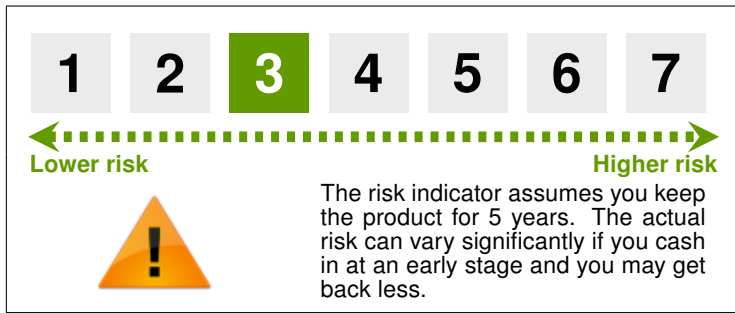 1 2 3 4 5 6 7
Lower risk Higher risk
The risk indicator assumes you keep
the product for 5 years. The actual
risk can vary significantly if you cash
in at an early stage and you may get
back less.